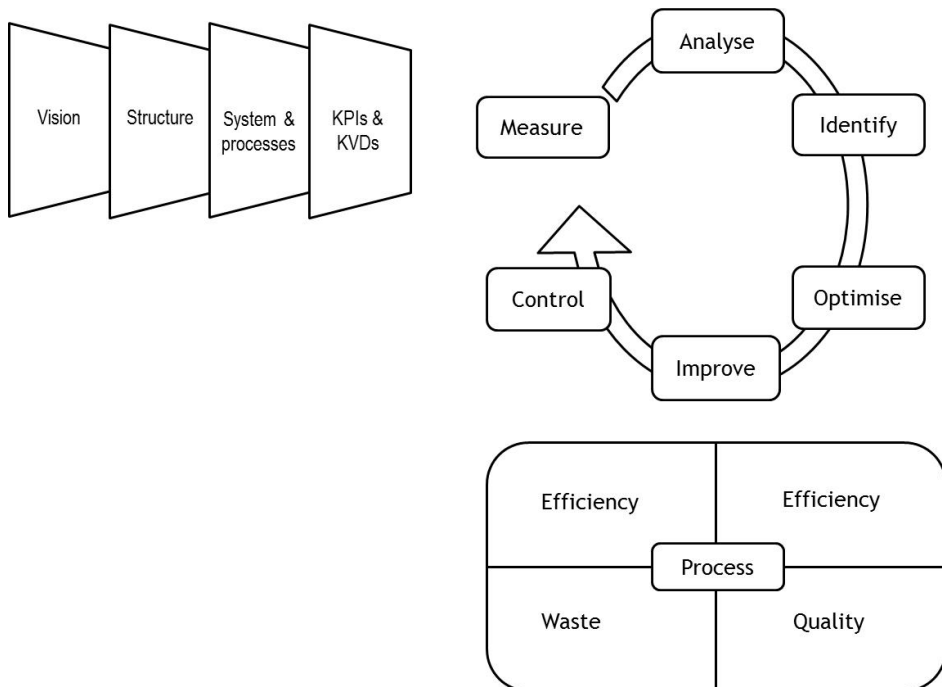 Vision
Structure
System &
processes
KPIs &
KVDs
Analyse
Measure
Identify
Control
Optimise
Improve
Efficiency
Efficiency
Process
Waste
Quality